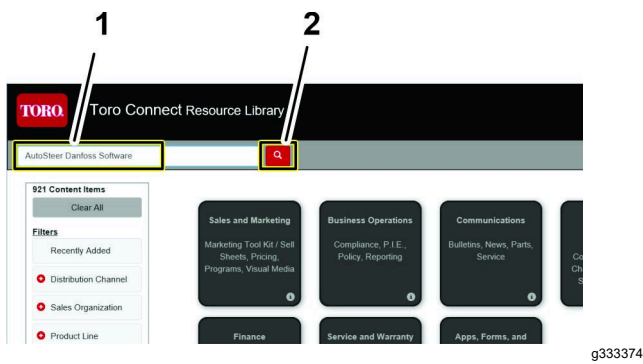 1
2
TORO. Toro Connect Resource Library
AutoSteer Danfoss Software
921 Content Items
Clear All
Filters
Recently Added
Distribution Channel
Sales Organization
Product Line
Sales and Marketing
Marketing Tool Kit / Sell
Sheets, Pricing,
Programs, Visual Media
Business Operations
Compliance, P.I.E.,
Policy, Reporting
Communications
Bulletins, News, Parts,
Service
Co
Ch
S
Finance
Service and Warranty
Apps, Forms, and
g333374